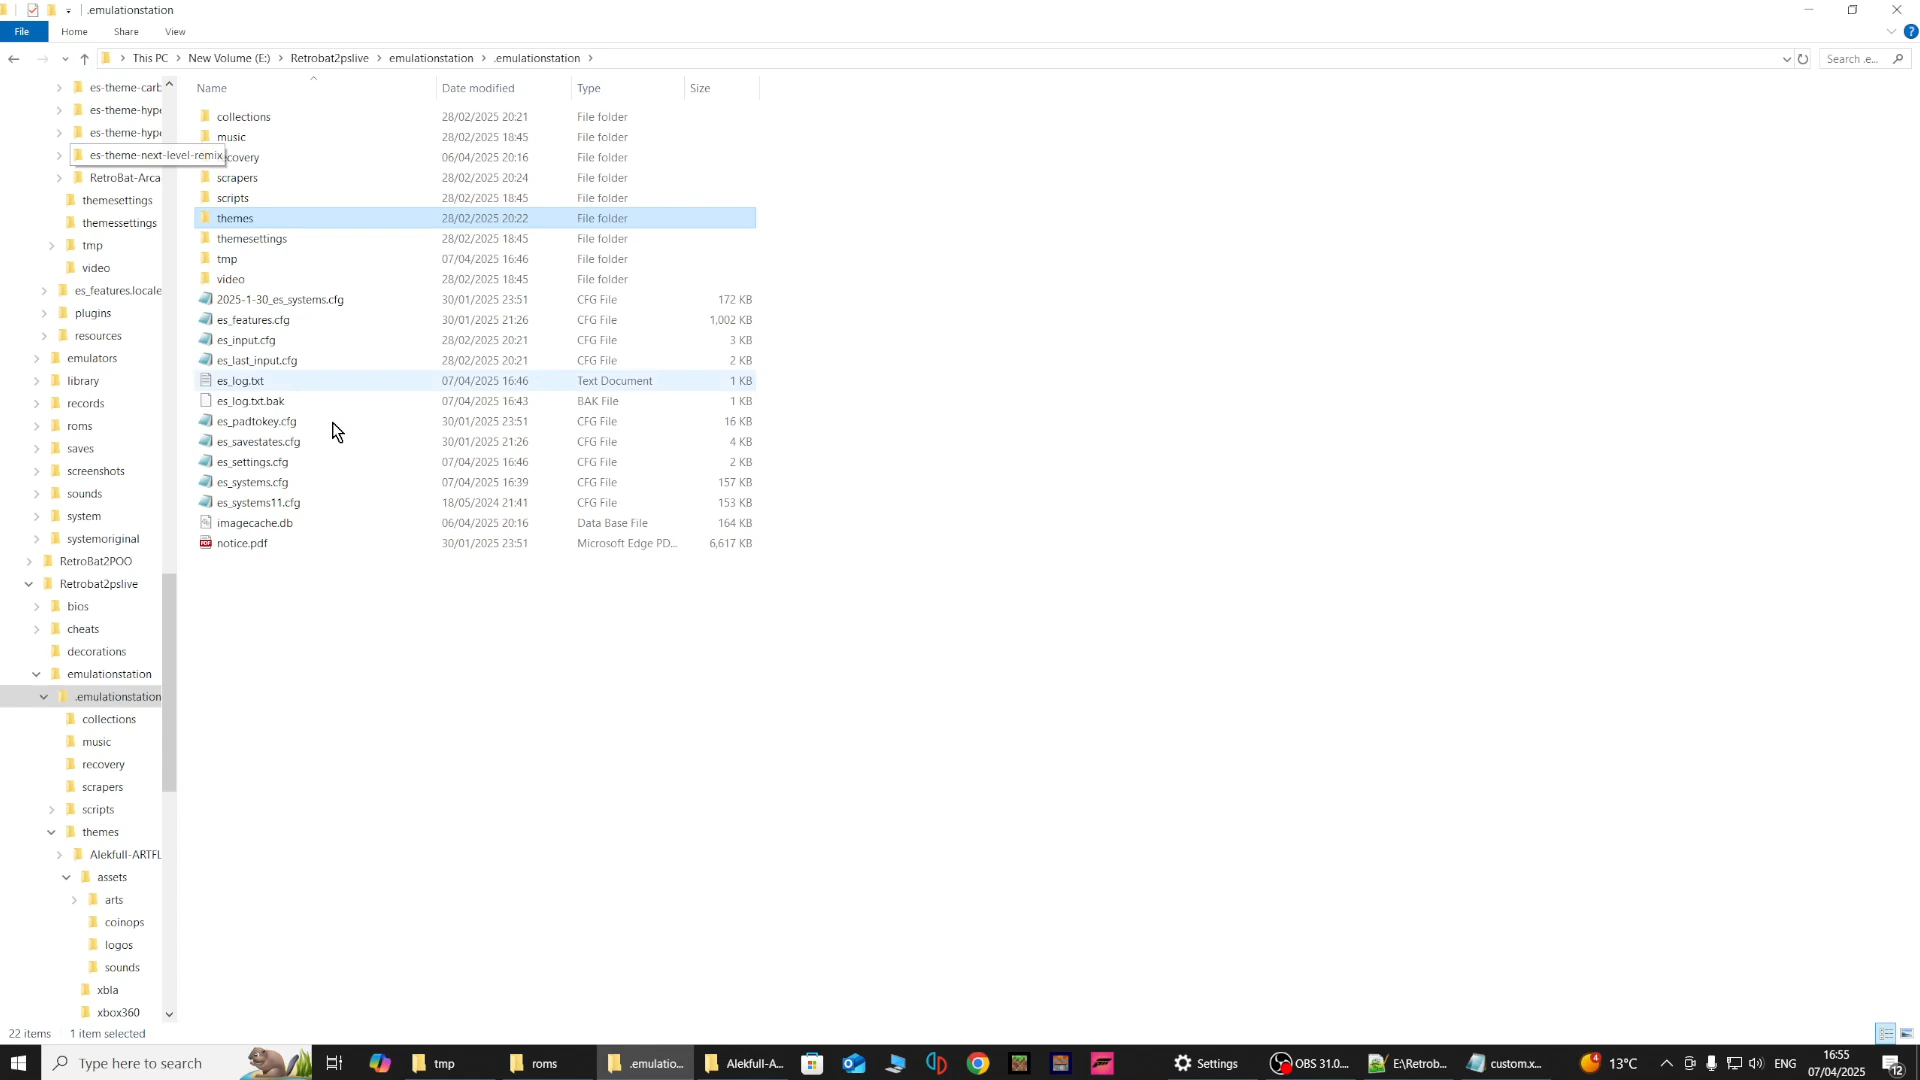 .emulationstation
File Home Share View
This PC New Volume (E:) Retrobat2pslive emulationstation .emulationstation
Search .e...
es-theme-carb
es-theme-hype
es-theme-hype
es-theme-next-level-remix
RetroBat-Arca
themesettings
themessettings
tmp
video
es_features.locale
plugins
resources
emulators
library
records
roms
saves
screenshots
sounds
system
systemoriginal
RetroBat2POO
Retrobat2pslive
bios
cheats
decorations
emulationstation
.emulationstation
collections
music
recovery
scrapers
scripts
themes
Alekfull-ARTFL
assets
arts
coinops
logos
sounds
xbla
xbox360
Name Date modified Type Size
collections 28/02/2025 20:21 File folder
music 28/02/2025 18:45 File folder
ecovery 06/04/2025 20:16 File folder
scrapers 28/02/2025 20:24 File folder
scripts 28/02/2025 18:45 File folder
themes 28/02/2025 20:22 File folder
themesettings 28/02/2025 18:45 File folder
tmp 07/04/2025 16:46 File folder
video 28/02/2025 18:45 File folder
2025-1-30_es_systems.cfg 30/01/2025 23:51 CFG File 172 KB
es_features.cfg 30/01/2025 21:26 CFG File 1,002 KB
es_input.cfg 28/02/2025 20:21 CFG File 3 KB
es_last_input.cfg 28/02/2025 20:21 CFG File 2 KB
es_log.txt 07/04/2025 16:46 Text Document 1 KB
es_log.txt.bak 07/04/2025 16:43 BAK File 1 KB
es_padtokey.cfg 30/01/2025 23:51 CFG File 16 KB
es_savestates.cfg 30/01/2025 21:26 CFG File 4 KB
es_settings.cfg 07/04/2025 16:46 CFG File 2 KB
es_systems.cfg 07/04/2025 16:39 CFG File 157 KB
es_systems11.cfg 18/05/2024 21:41 CFG File 153 KB
imagecache.db 06/04/2025 20:16 Data Base File 164 KB
notice.pdf 30/01/2025 23:51 Microsoft Edge PD... 6,617 KB
22 items 1 item selected
Type here to search
tmp
roms
.emulatio...
Alekfull-A...
Settings
OBS 31.0....
E:\Retrob...
custom.x...
4
13°C
ENG
16:55
07/04/2025
12